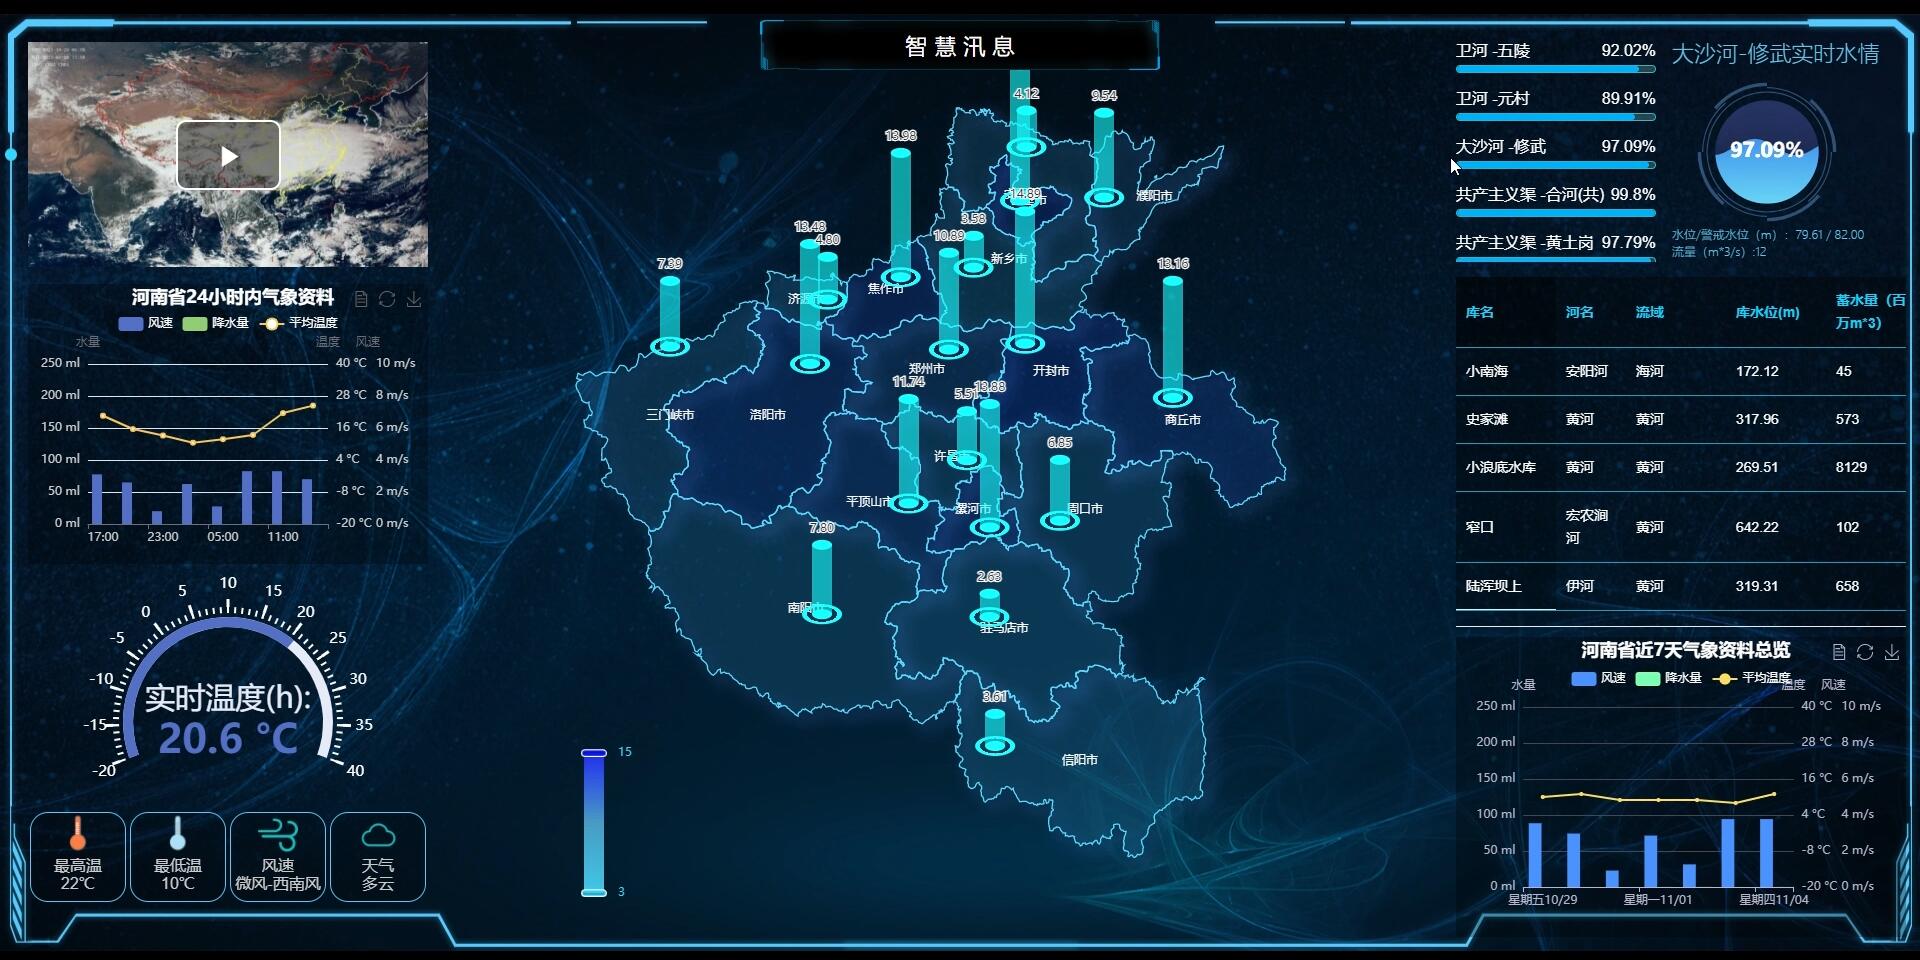 智慧汛息
河南省24小时内气象资料
风速 降水量 平均温度
水量 温度 风速
250 ml 40 °C 10 m/s
200 ml 28 °C 8 m/s
150 ml 16 °C 6 m/s
100 ml 4 °C 4 m/s
50 ml -8 °C 2 m/s
0 ml -20 °C 0 m/s
17:00 23:00 05:00 11:00
-20 -15 -10 -5 0 5 10 15 20 25 30 35 40
实时温度(h):
20.6 °C
最高温
22℃
最低温
10℃
风速
微风-西南风
天气
多云
4.12
9.54
13.98
14.89
濮阳市
3.58
13.48
4.80
10.89
新乡市
7.39
13.16
焦作市
济源
郑州市
开封市
11.74
5.51
13.88
三门峡市
洛阳市
商丘市
6.85
许昌
平顶山市
漯河市
周口市
7.80
2.63
南阳
驻马店市
3.61
信阳市
15
3
卫河 -五陵 92.02%
卫河 -元村 89.91%
大沙河 -修武 97.09%
共产主义渠 -合河(共) 99.8%
共产主义渠 -黄土岗 97.79%
大沙河-修武实时水情
97.09%
水位/警戒水位（m）: 79.61 / 82.00
流量（m^3/s）:12
库名 河名 流域 库水位(m) 蓄水量（百万m^3）
小南海 安阳河 海河 172.12 45
史家滩 黄河 黄河 317.96 573
小浪底水库 黄河 黄河 269.51 8129
窄口 宏农涧河 黄河 642.22 102
陆浑坝上 伊河 黄河 319.31 658
河南省近7天气象资料总览
风速 降水量 平均温度
水量 温度 风速
250 ml 40 °C 10 m/s
200 ml 28 °C 8 m/s
150 ml 16 °C 6 m/s
100 ml 4 °C 4 m/s
50 ml -8 °C 2 m/s
0 ml -20 °C 0 m/s
星期五10/29 星期一11/01 星期四11/04